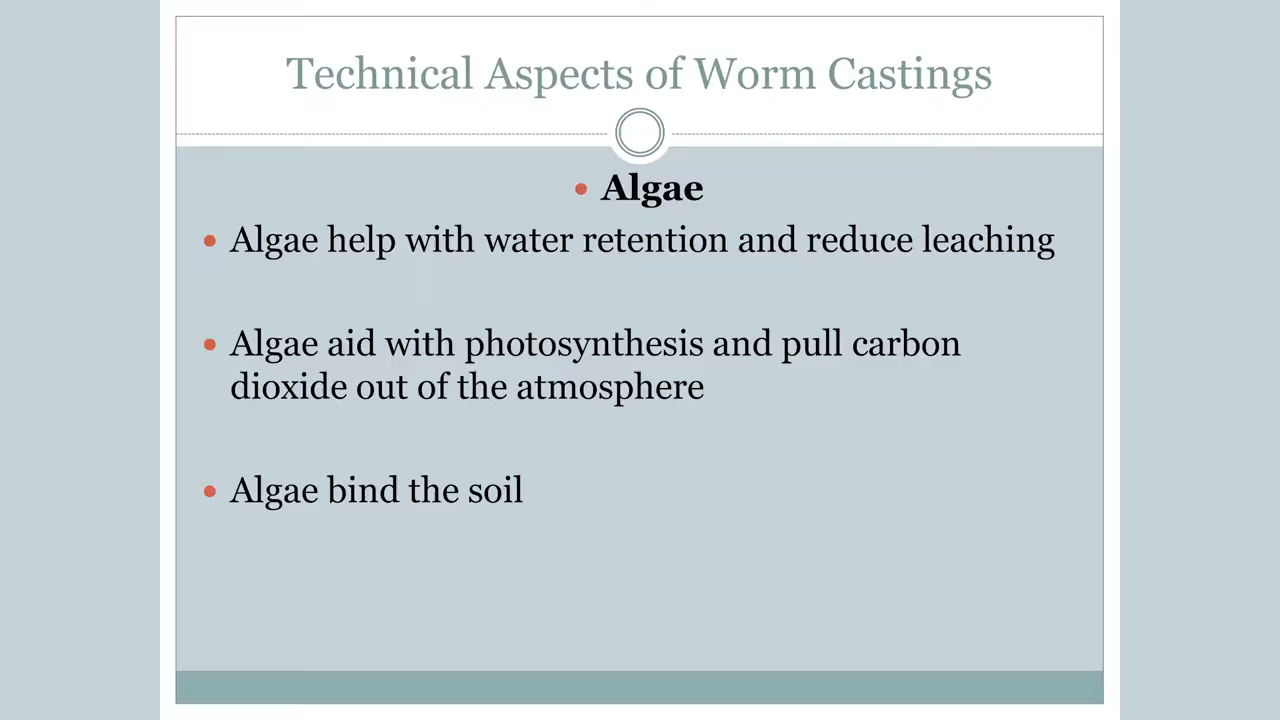 Technical Aspects of Worm Castings
• Algae
• Algae help with water retention and reduce leaching
• Algae aid with photosynthesis and pull carbon
dioxide out of the atmosphere
• Algae bind the soil